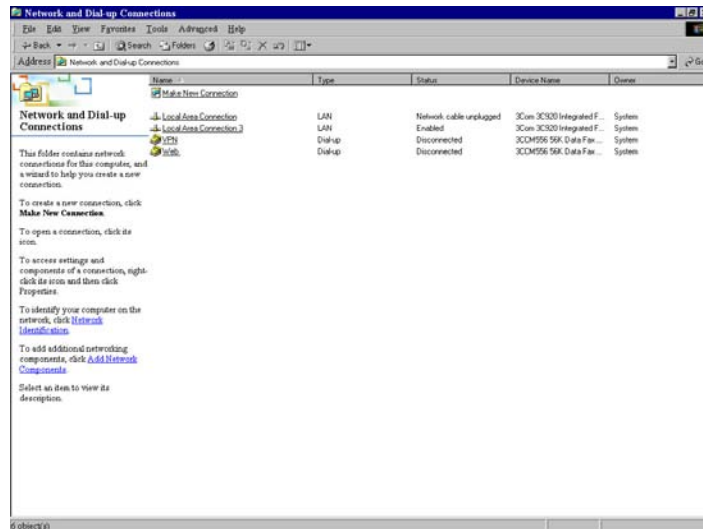 Network and Dial-up Connections
File Edit View Favorites Tools Advanced Help
Back Search Folders
Address Network and Dial-up Connections Go
Name Type Status Device Name Owner
Make New Connection
Local Area Connection LAN Network cable unplugged 3Com 3C920 Integrated F... System
Local Area Connection 3 LAN Enabled 3Com 3C920 Integrated F... System
VPN Dial-up Disconnected 3CCM556 56K Data Fax ... System
Web Dial-up Disconnected 3CCM556 56K Data Fax ... System
Network and Dial-up
Connections
This folder contains network
connections for this computer, and
a wizard to help you create a new
connection.
To create a new connection, click
Make New Connection.
To open a connection, click its
icon.
To access settings and
components of a connection, right-
click its icon and then click
Properties.
To identify your computer on the
network, click Network
Identification.
To add additional networking
components, click Add Network
Components.
Select an item to view its
description.
6 object(s)